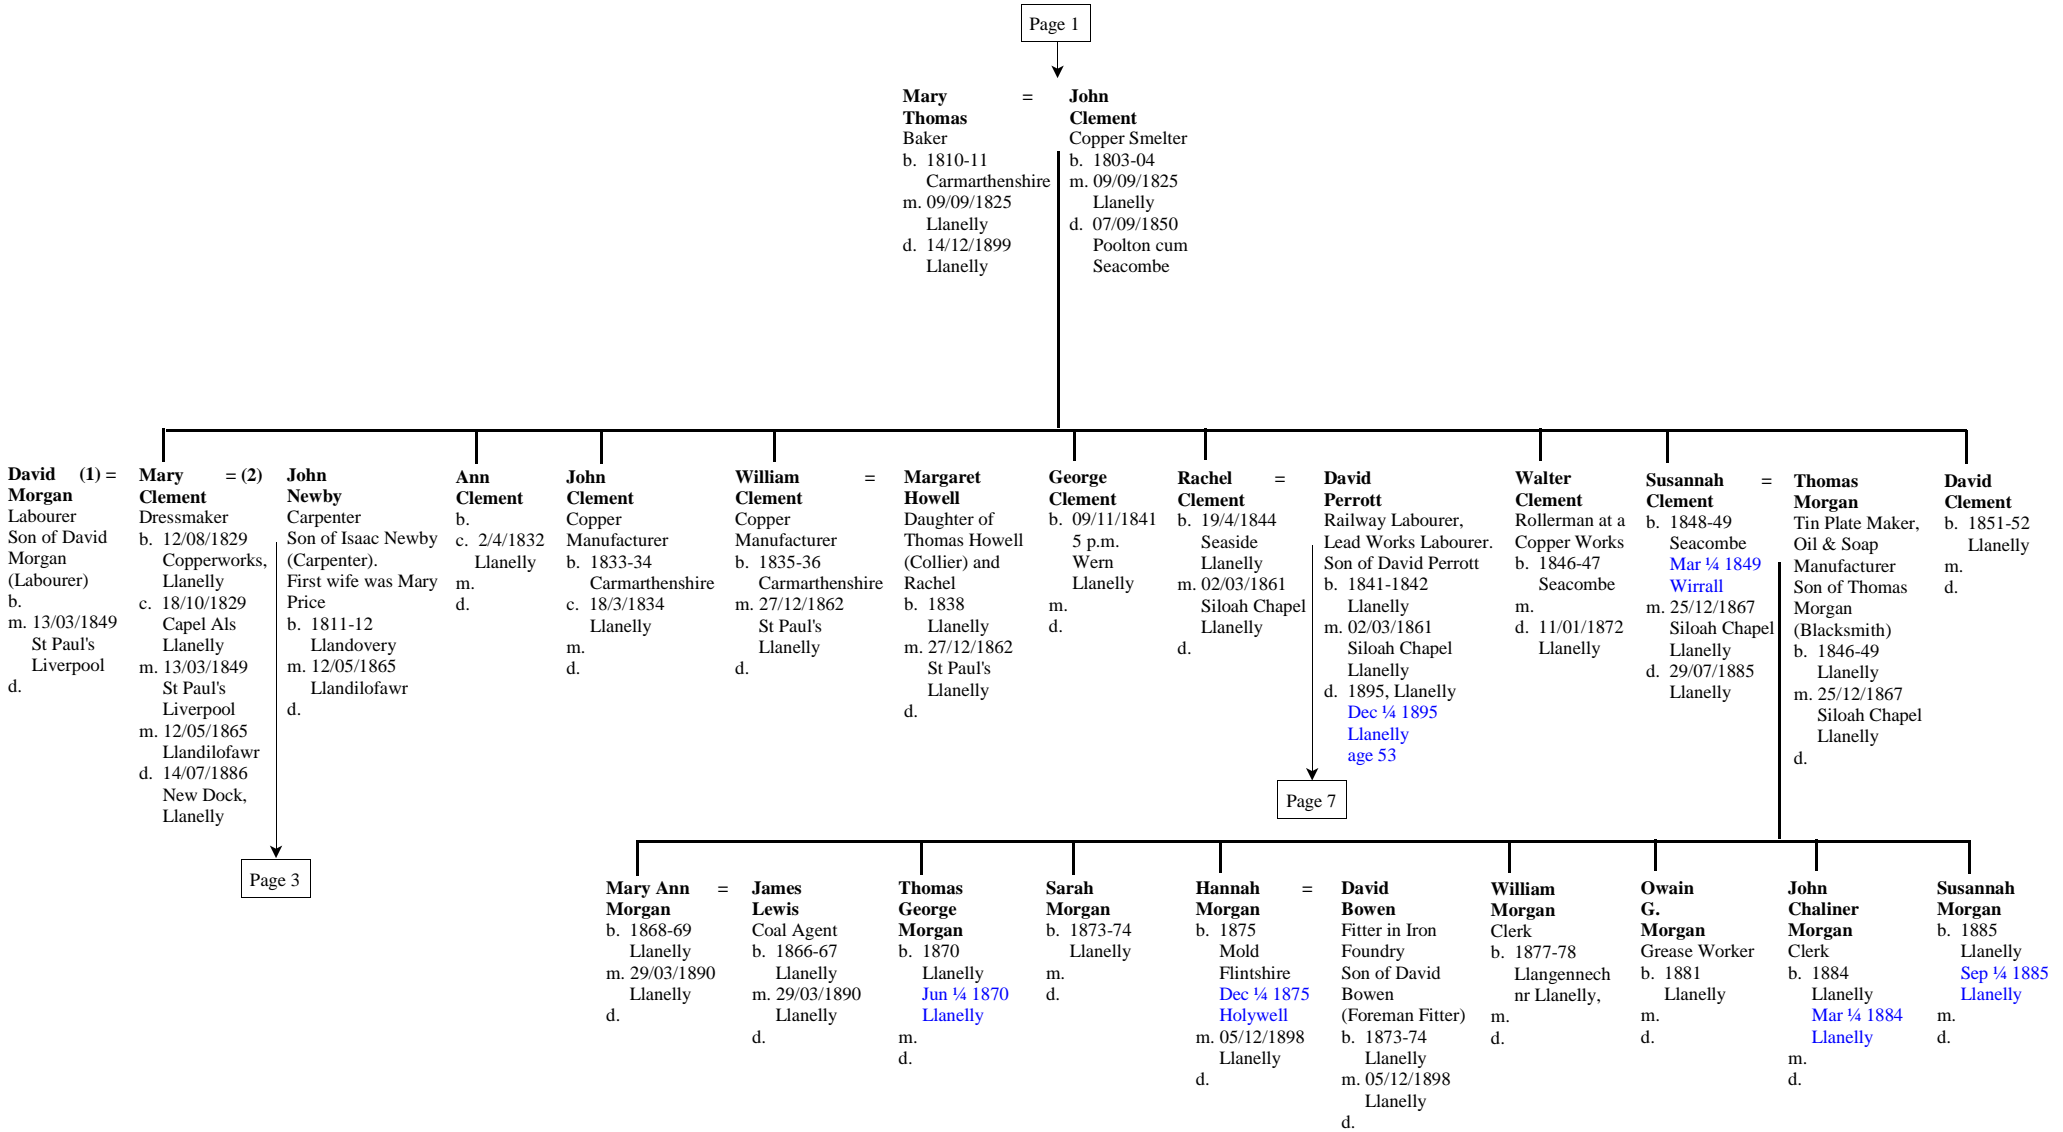 Page 1
Mary =
Thomas
Baker
b. 1810-11
Carmarthenshire
m. 09/09/1825
Llanelly
d. 14/12/1899
Llanelly
John
Clement
Copper Smelter
b. 1803-04
m. 09/09/1825
Llanelly
d. 07/09/1850
Poolton cum
Seacombe
David (1) =
Morgan
Labourer
Son of David
Morgan
(Labourer)
b.
m. 13/03/1849
St Paul's
Liverpool
d.
Mary = (2)
Clement
Dressmaker
b. 12/08/1829
Copperworks,
Llanelly
c. 18/10/1829
Capel Als
Llanelly
m. 13/03/1849
St Paul's
Liverpool
m. 12/05/1865
Llandilofawr
d. 14/07/1886
New Dock,
Llanelly
John
Newby
Carpenter
Son of Isaac Newby
(Carpenter).
First wife was Mary
Price
b. 1811-12
Llandovery
m. 12/05/1865
Llandilofawr
d.
Page 3
Ann
Clement
b.
c. 2/4/1832
Llanelly
m.
d.
John
Clement
Copper
Manufacturer
b. 1833-34
Carmarthenshire
c. 18/3/1834
Llanelly
m.
d.
William =
Clement
Copper
Manufacturer
b. 1835-36
Carmarthenshire
m. 27/12/1862
St Paul's
Llanelly
d.
Margaret
Howell
Daughter of
Thomas Howell
(Collier) and
Rachel
b. 1838
Llanelly
m. 27/12/1862
St Paul's
Llanelly
d.
George
Clement
b. 09/11/1841
5 p.m.
Wern
Llanelly
m.
d.
Rachel =
Clement
b. 19/4/1844
Seaside
Llanelly
m. 02/03/1861
Siloah Chapel
Llanelly
d.
David
Perrott
Railway Labourer,
Lead Works Labourer.
Son of David Perrott
b. 1841-1842
Llanelly
m. 02/03/1861
Siloah Chapel
Llanelly
d. 1895, Llanelly
Dec ¼ 1895
Llanelly
age 53
Page 7
Walter
Clement
Rollerman at a
Copper Works
b. 1846-47
Seacombe
m.
d. 11/01/1872
Llanelly
Susannah =
Clement
b. 1848-49
Seacombe
Mar ¼ 1849
Wirrall
m. 25/12/1867
Siloah Chapel
Llanelly
d. 29/07/1885
Llanelly
Thomas
Morgan
Tin Plate Maker,
Oil & Soap
Manufacturer
Son of Thomas
Morgan
(Blacksmith)
b. 1846-49
Llanelly
m. 25/12/1867
Siloah Chapel
Llanelly
d.
David
Clement
b. 1851-52
Llanelly
m.
d.
Mary Ann =
Morgan
b. 1868-69
Llanelly
m. 29/03/1890
Llanelly
d.
James
Lewis
Coal Agent
b. 1866-67
Llanelly
m. 29/03/1890
Llanelly
d.
Thomas
George
Morgan
b. 1870
Llanelly
Jun ¼ 1870
Llanelly
m.
d.
Sarah
Morgan
b. 1873-74
Llanelly
m.
d.
Hannah =
Morgan
b. 1875
Mold
Flintshire
Dec ¼ 1875
Holywell
m. 05/12/1898
Llanelly
d.
David
Bowen
Fitter in Iron
Foundry
Son of David
Bowen
(Foreman Fitter)
b. 1873-74
Llanelly
m. 05/12/1898
Llanelly
d.
William
Morgan
Clerk
b. 1877-78
Llangennech
nr Llanelly,
m.
d.
Owain
G.
Morgan
Grease Worker
b. 1881
Llanelly
m.
d.
John
Chaliner
Morgan
Clerk
b. 1884
Llanelly
Mar ¼ 1884
Llanelly
m.
d.
Susannah
Morgan
b. 1885
Llanelly
Sep ¼ 1885
Llanelly
m.
d.